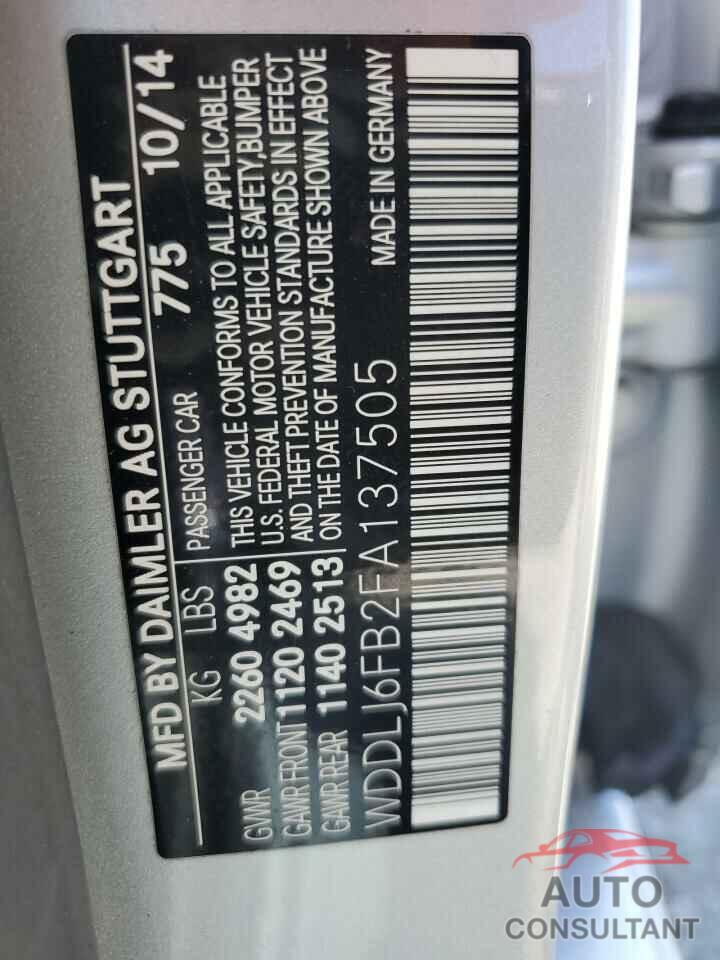 MFD BY DAIMLER AG STUTTGART
775 10/14
KG LBS PASSENGER CAR
GVWR 2260 4982
GAWR FRONT 1120 2469
GAWR REAR 1140 2513
THIS VEHICLE CONFORMS TO ALL APPLICABLE
U.S. FEDERAL MOTOR VEHICLE SAFETY,BUMPER
AND THEFT PREVENTION STANDARDS IN EFFECT
ON THE DATE OF MANUFACTURE SHOWN ABOVE
WDDLJ6FB2FA137505
MADE IN GERMANY
AUTO
CONSULTANT